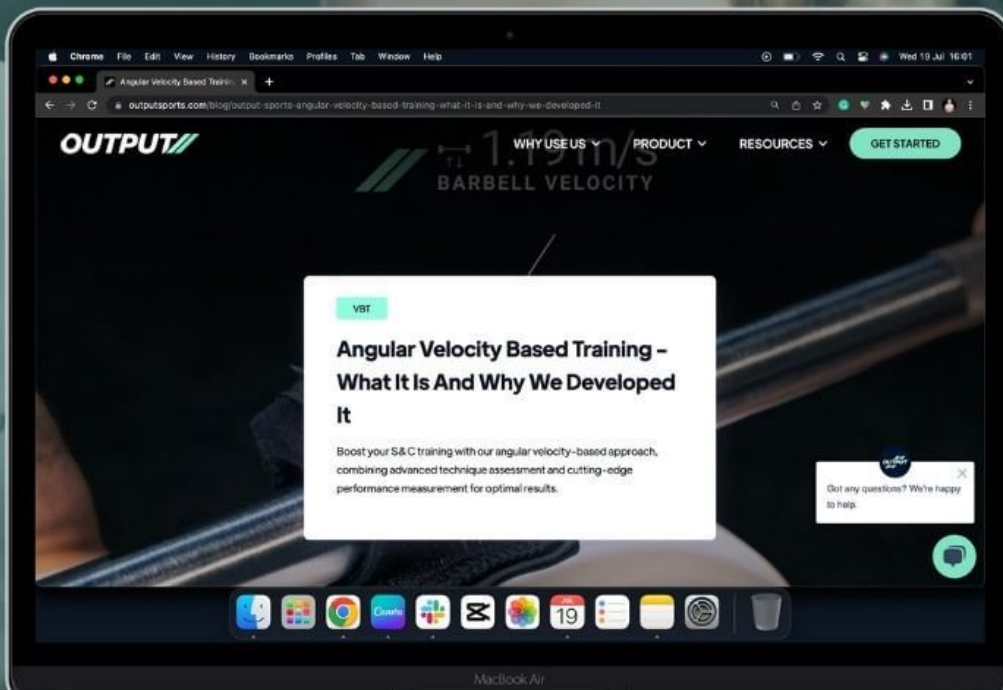 Chrome File Edit View History Bookmarks Profiles Tab Window Help
Wed 19 Jul 16:01
Angular Velocity Based Trainin
outputsports.com/blog/output-sports-angular-velocity-based-training-what-it-is-and-why-we-developed-it
OUTPUT
WHY USE US
PRODUCT
RESOURCES
GET STARTED
1.19 m/s
BARBELL VELOCITY
VBT
Angular Velocity Based Training –
What It Is And Why We Developed
It
Boost your S&C training with our angular velocity-based approach,
combining advanced technique assessment and cutting-edge
performance measurement for optimal results.
OUTPUT
Got any questions? We're happy
to help.
Canva
JUL
19
MacBook Air